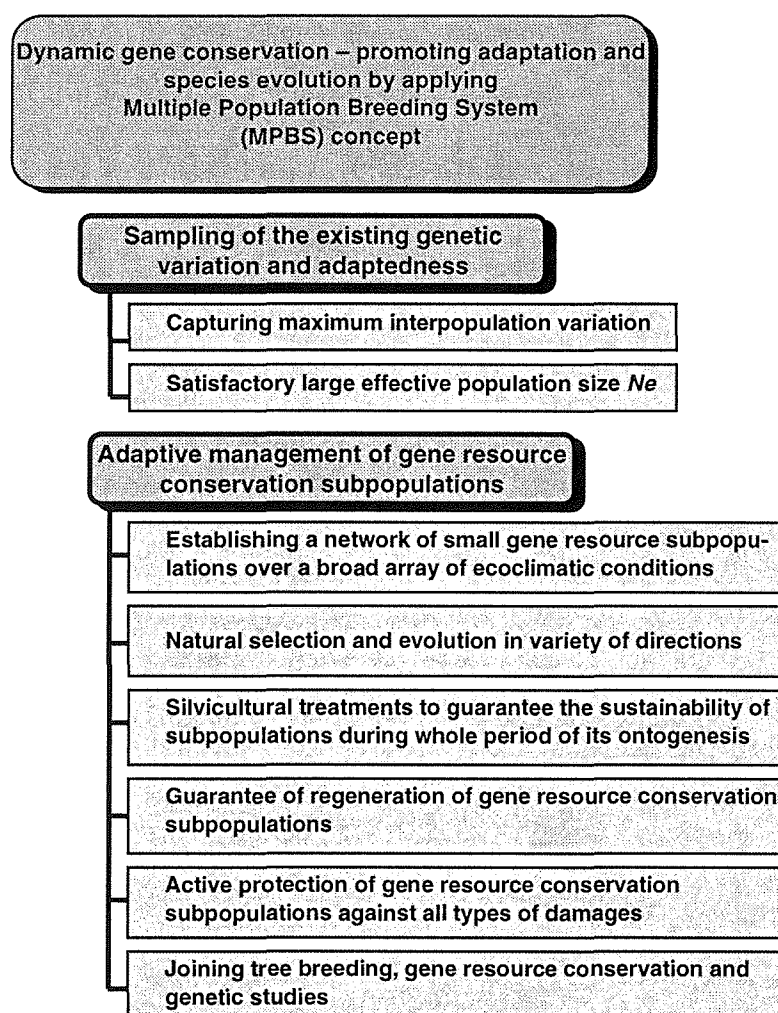 Dynamic gene conservation – promoting adaptation and
species evolution by applying
Multiple Population Breeding System
(MPBS) concept
Sampling of the existing genetic
variation and adaptedness
Capturing maximum interpopulation variation
Satisfactory large effective population size Ne
Adaptive management of gene resource
conservation subpopulations
Establishing a network of small gene resource subpopu-
lations over a broad array of ecoclimatic conditions
Natural selection and evolution in variety of directions
Silvicultural treatments to guarantee the sustainability of
subpopulations during whole period of its ontogenesis
Guarantee of regeneration of gene resource conservation
subpopulations
Active protection of gene resource conservation
subpopulations against all types of damages
Joining tree breeding, gene resource conservation and
genetic studies